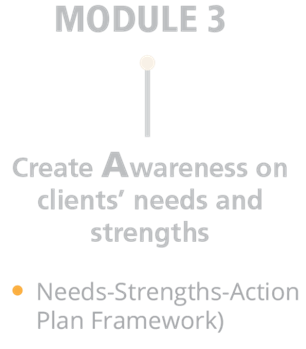 MODULE 3
Create Awareness on
clients' needs and
strengths
• Needs-Strengths-Action
Plan Framework)